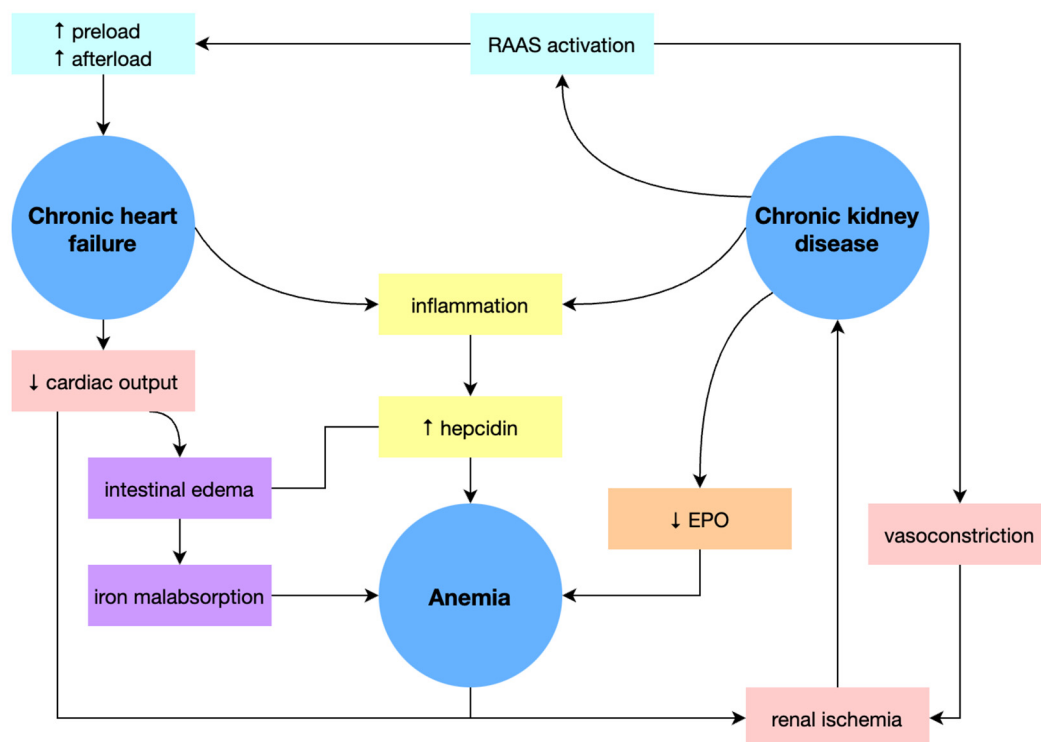 ↑ preload
↑ afterload
RAAS activation
Chronic heart
failure
Chronic kidney
disease
inflammation
↓ cardiac output
↑ hepcidin
intestinal edema
↓ EPO
vasoconstriction
iron malabsorption
Anemia
renal ischemia